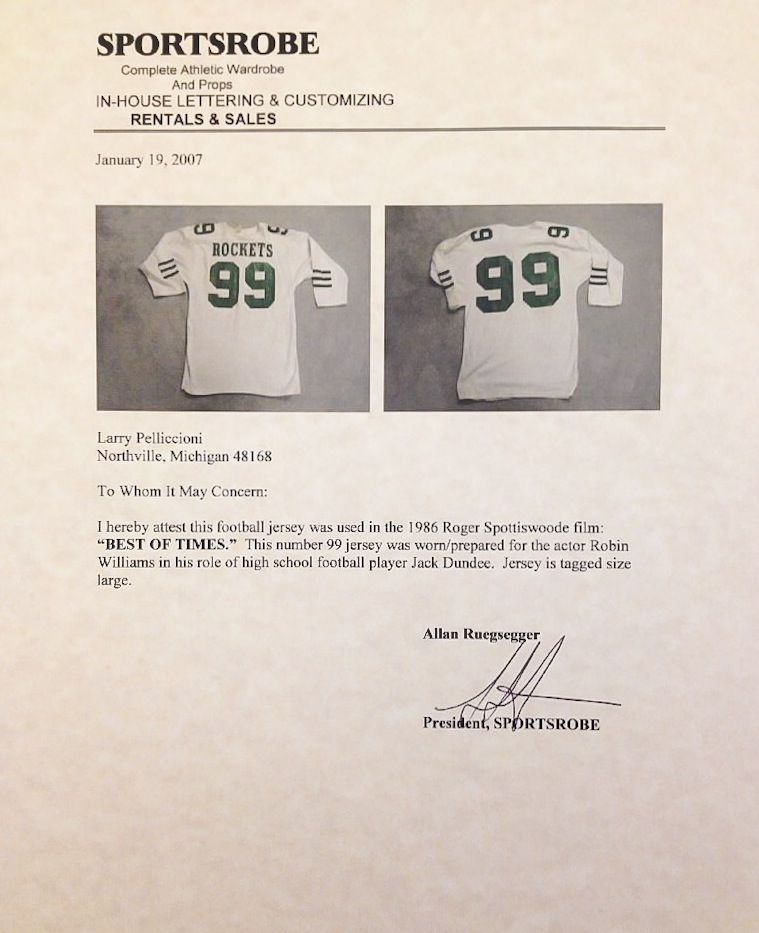 SPORTSROBE
Complete Athletic Wardrobe
And Props
IN-HOUSE LETTERING & CUSTOMIZING
RENTALS & SALES
January 19, 2007
99 99
ROCKETS
99
99
99
Larry Pelliccioni
Northville, Michigan 48168
To Whom It May Concern:
I hereby attest this football jersey was used in the 1986 Roger Spottiswoode film:
“BEST OF TIMES.” This number 99 jersey was worn/prepared for the actor Robin
Williams in his role of high school football player Jack Dundee. Jersey is tagged size
large.
Allan Ruegsegger
President, SPORTSROBE